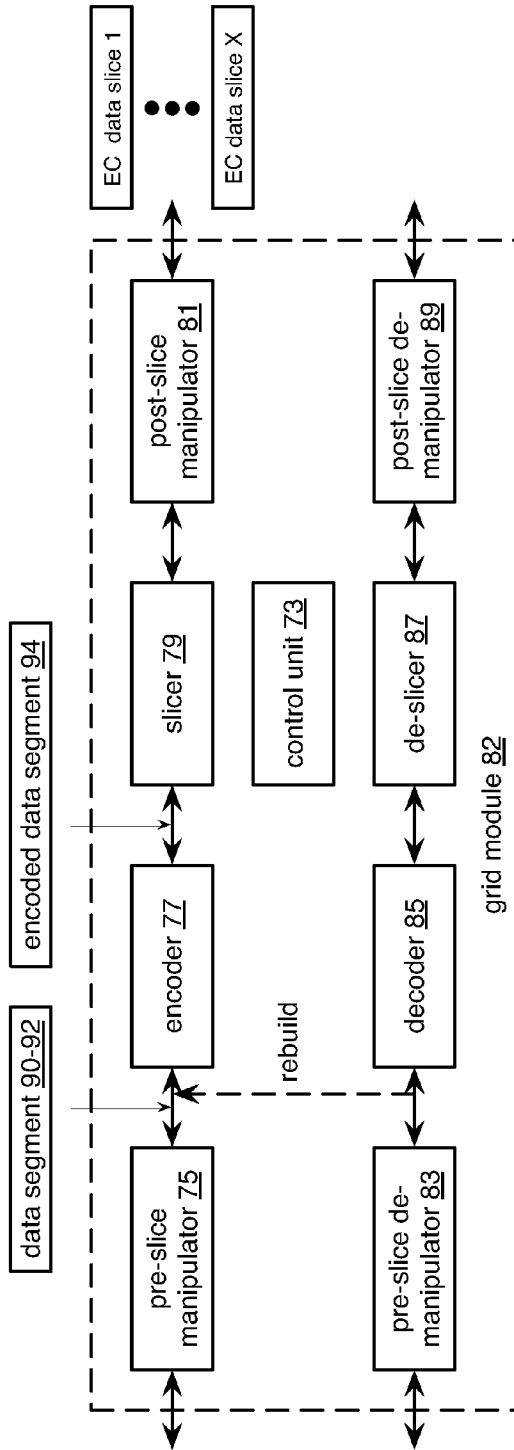 data segment 90-92
encoded data segment 94
EC data slice 1
EC data slice X
pre-slice
manipulator 75
encoder 77
slicer 79
post-slice
manipulator 81
rebuild
control unit 73
pre-slice de-
manipulator 83
decoder 85
de-slicer 87
post-slice de-
manipulator 89
grid module 82